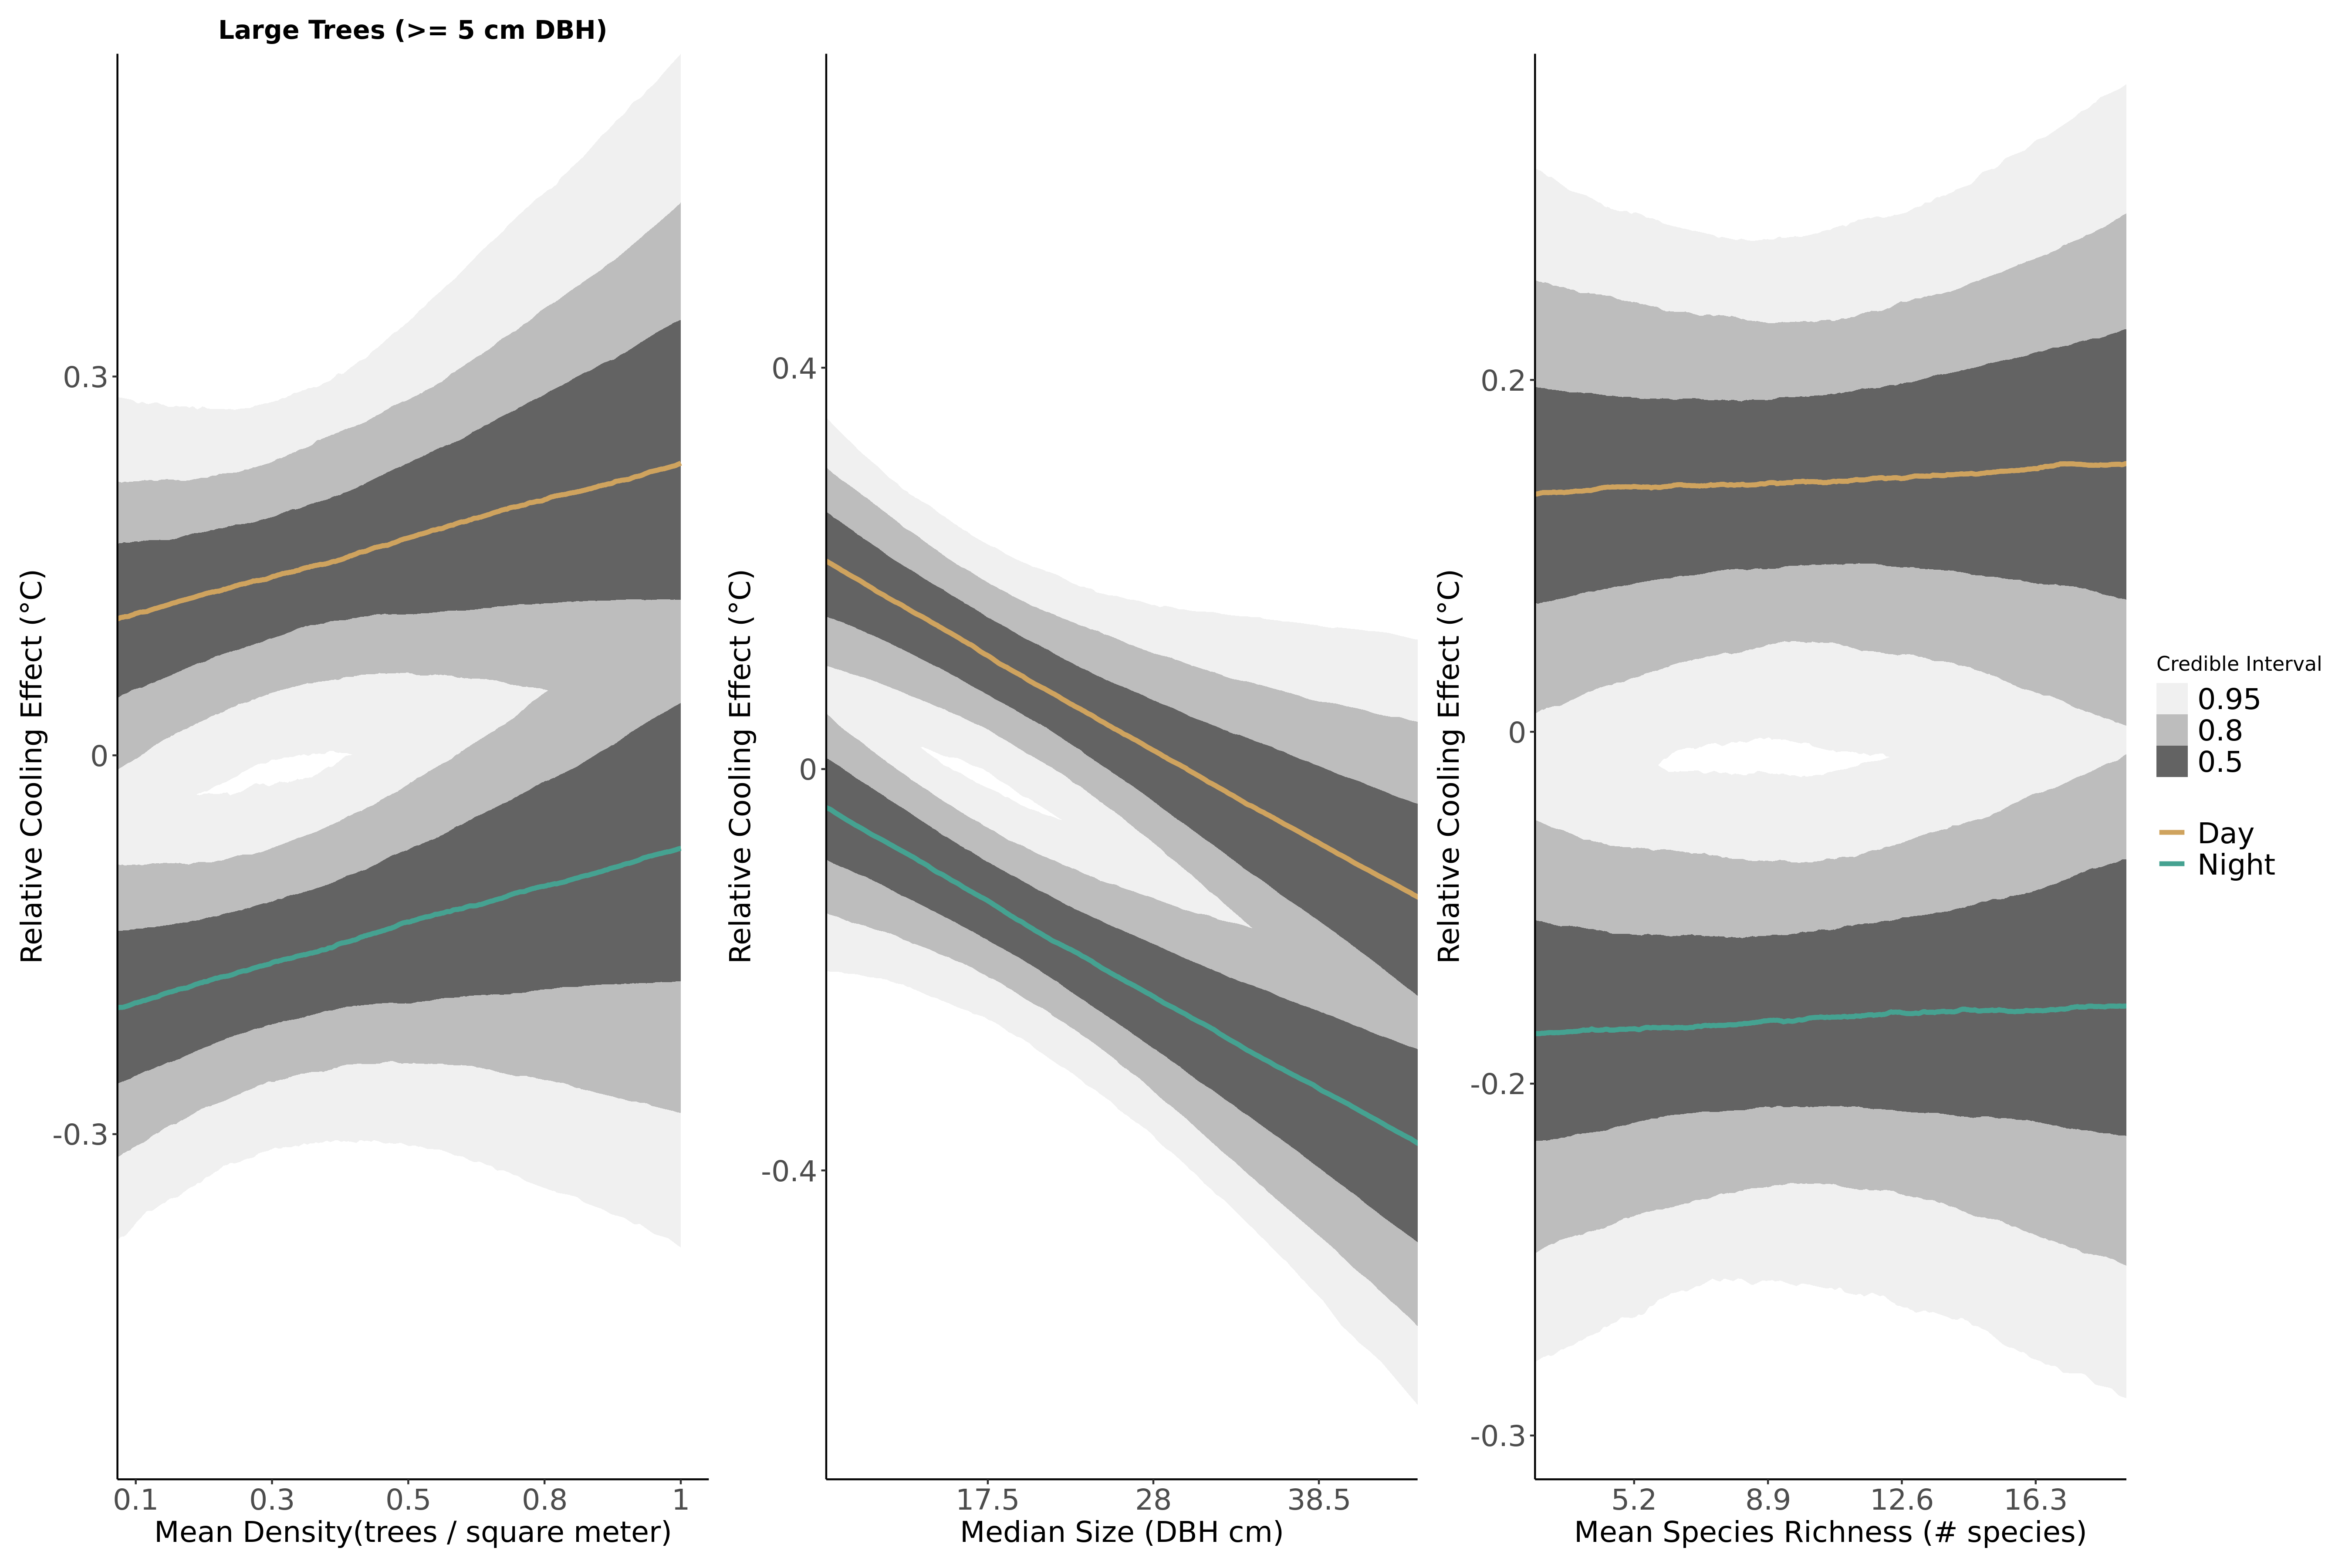 Large Trees (>= 5 cm DBH)
Relative Cooling Effect (°C)
0.3
0
-0.3
0.1 0.3 0.5 0.8 1
Mean Density(trees / square meter)
Relative Cooling Effect (°C)
0.4
0
-0.4
17.5 28 38.5
Median Size (DBH cm)
Relative Cooling Effect (°C)
0.2
0
-0.2
-0.3
5.2 8.9 12.6 16.3
Mean Species Richness (# species)
Credible Interval
0.95
0.8
0.5
Day
Night